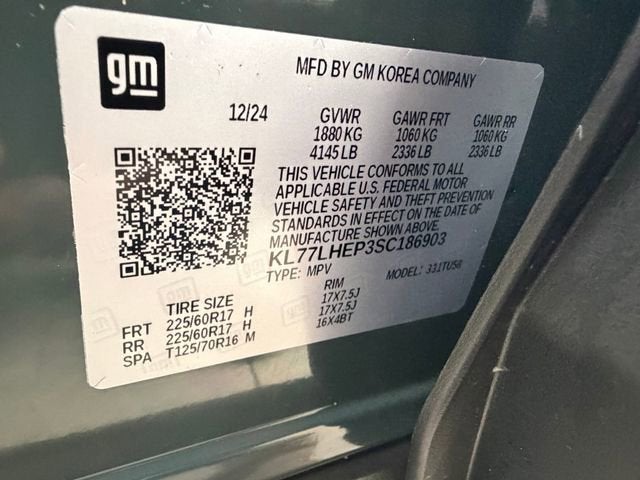 gm
MFD BY GM KOREA COMPANY
12/24 GVWR GAWR FRT GAWR RR
1880 KG 1060 KG 1060 KG
4145 LB 2336 LB 2336 LB
THIS VEHICLE CONFORMS TO ALL
APPLICABLE U.S. FEDERAL MOTOR
VEHICLE SAFETY AND THEFT PREVENTION
STANDARDS IN EFFECT ON THE DATE OF
MANUFACTURE SHOWN ABOVE.
KL77LHEP3SC186903
TYPE: MPV MODEL: 331TU58
TIRE SIZE RIM
FRT 225/60R17 H 17X7.5J
RR 225/60R17 H 17X7.5J
SPA T125/70R16 M 16X4BT